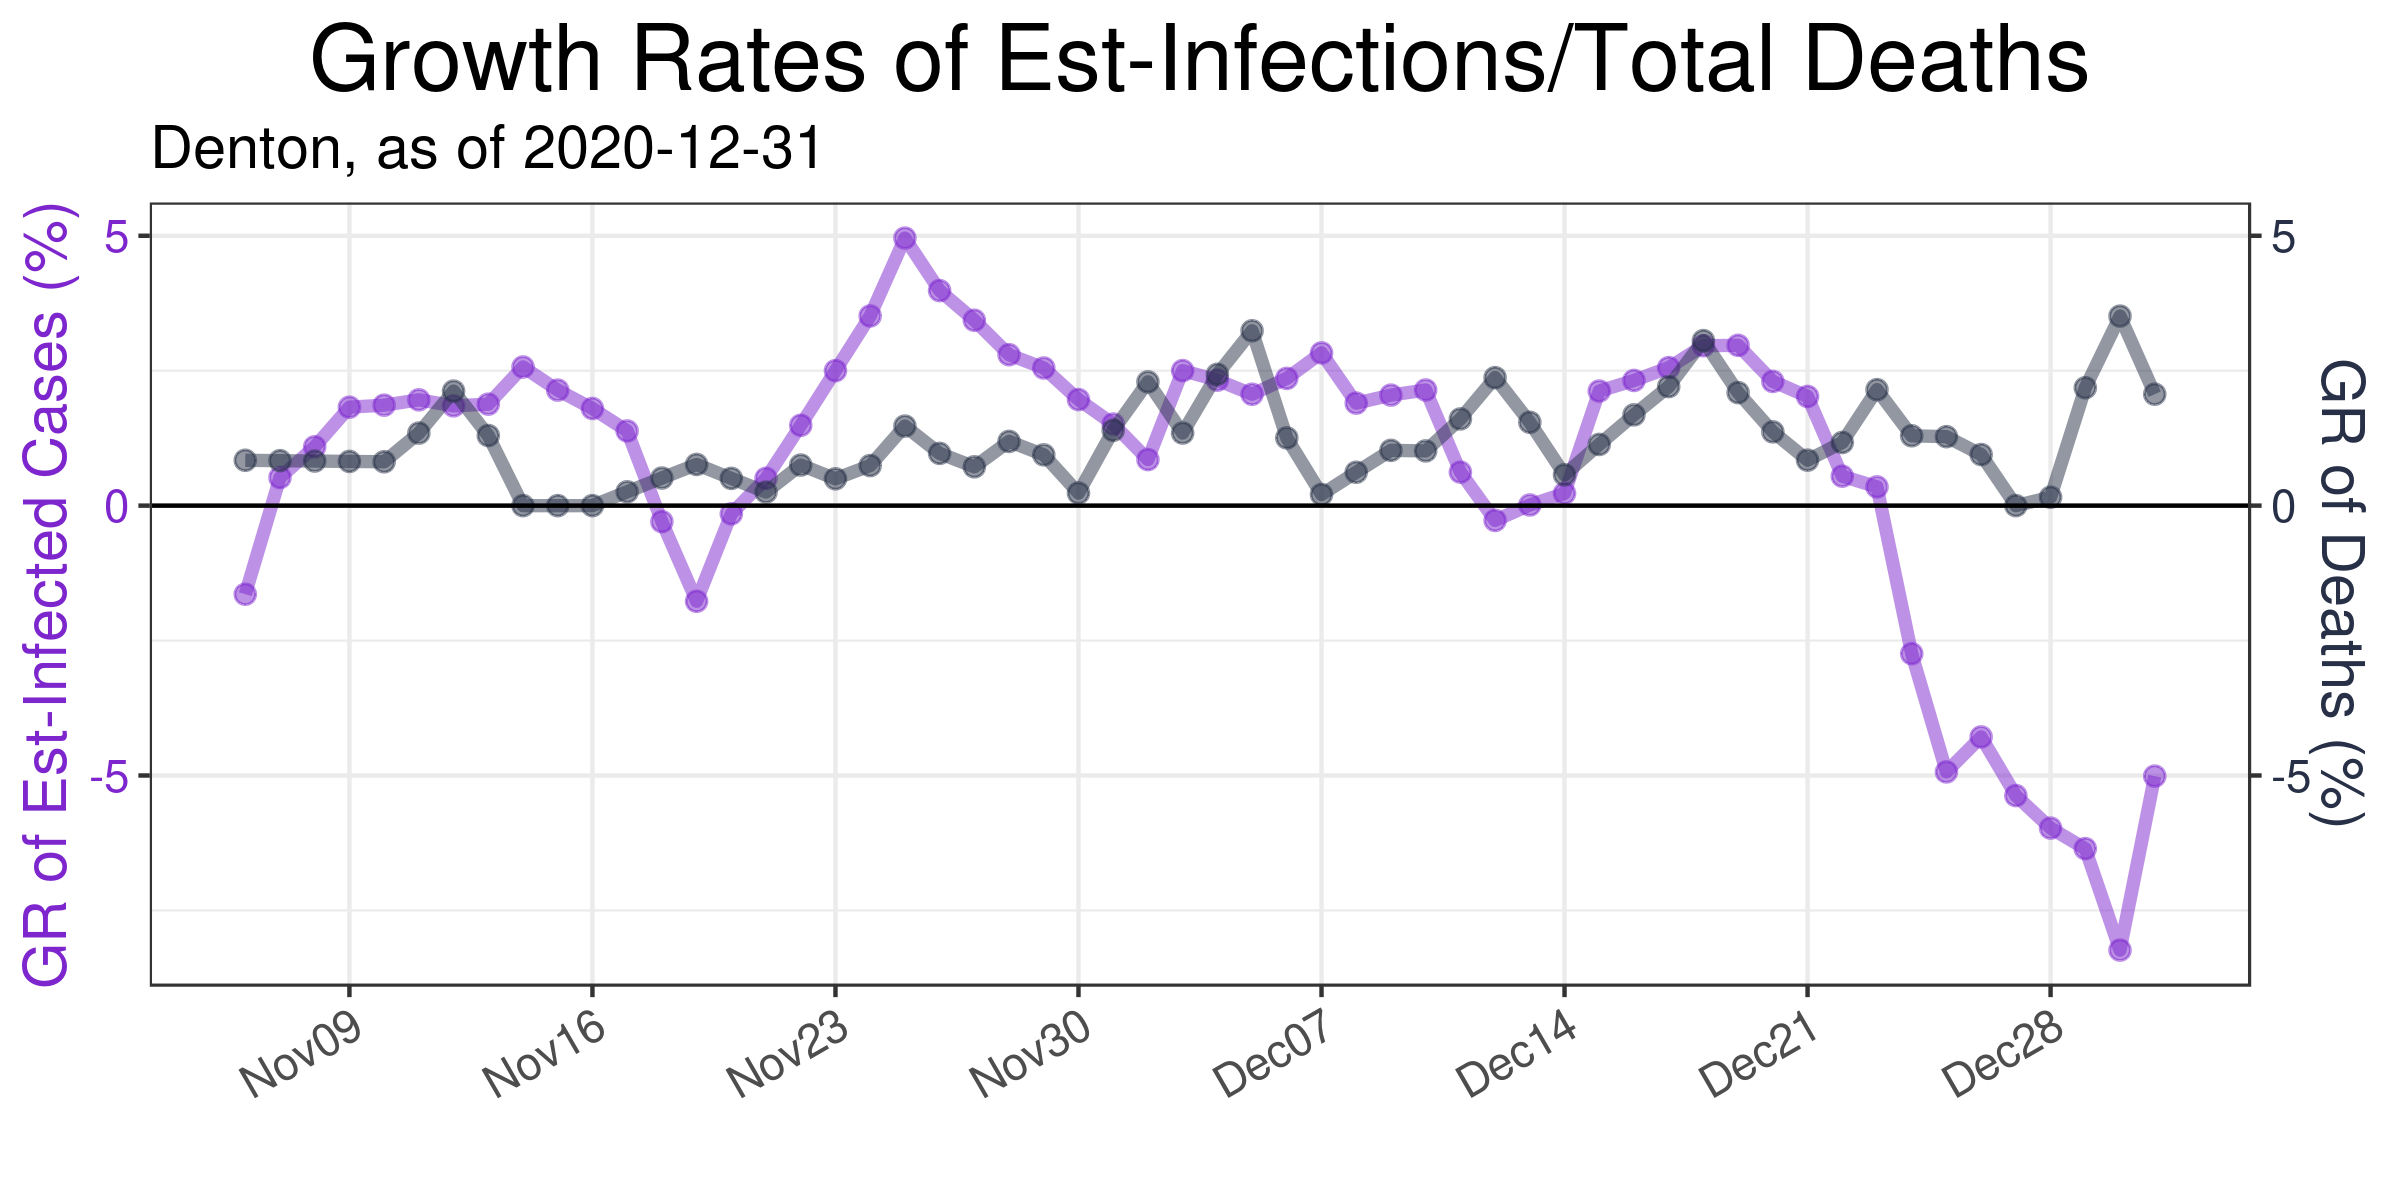 Growth Rates of Est-Infections/Total Deaths
Denton, as of 2020-12-31
GR of Est-Infected Cases (%)
5
0
-5
5
0
-5
GR of Deaths (%)
Nov09
Nov16
Nov23
Nov30
Dec07
Dec14
Dec21
Dec28